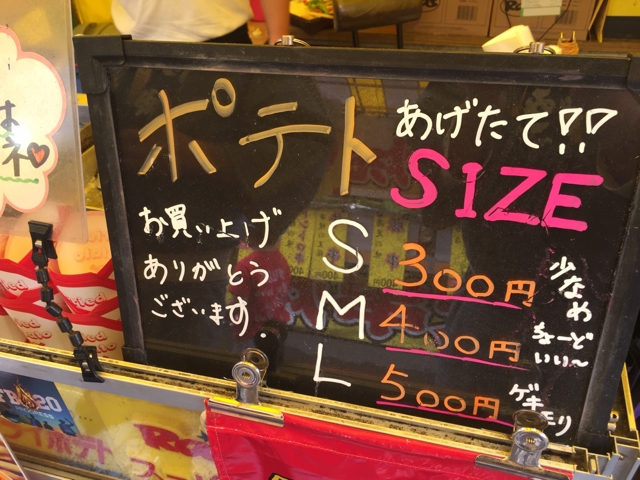 ポテト
あげたて!!
SIZE
お買い上げ
ありがとう
ございます.
S 300円 少なめ
M 400円 ちょーどいい〜
L 500円 ゲキモリ